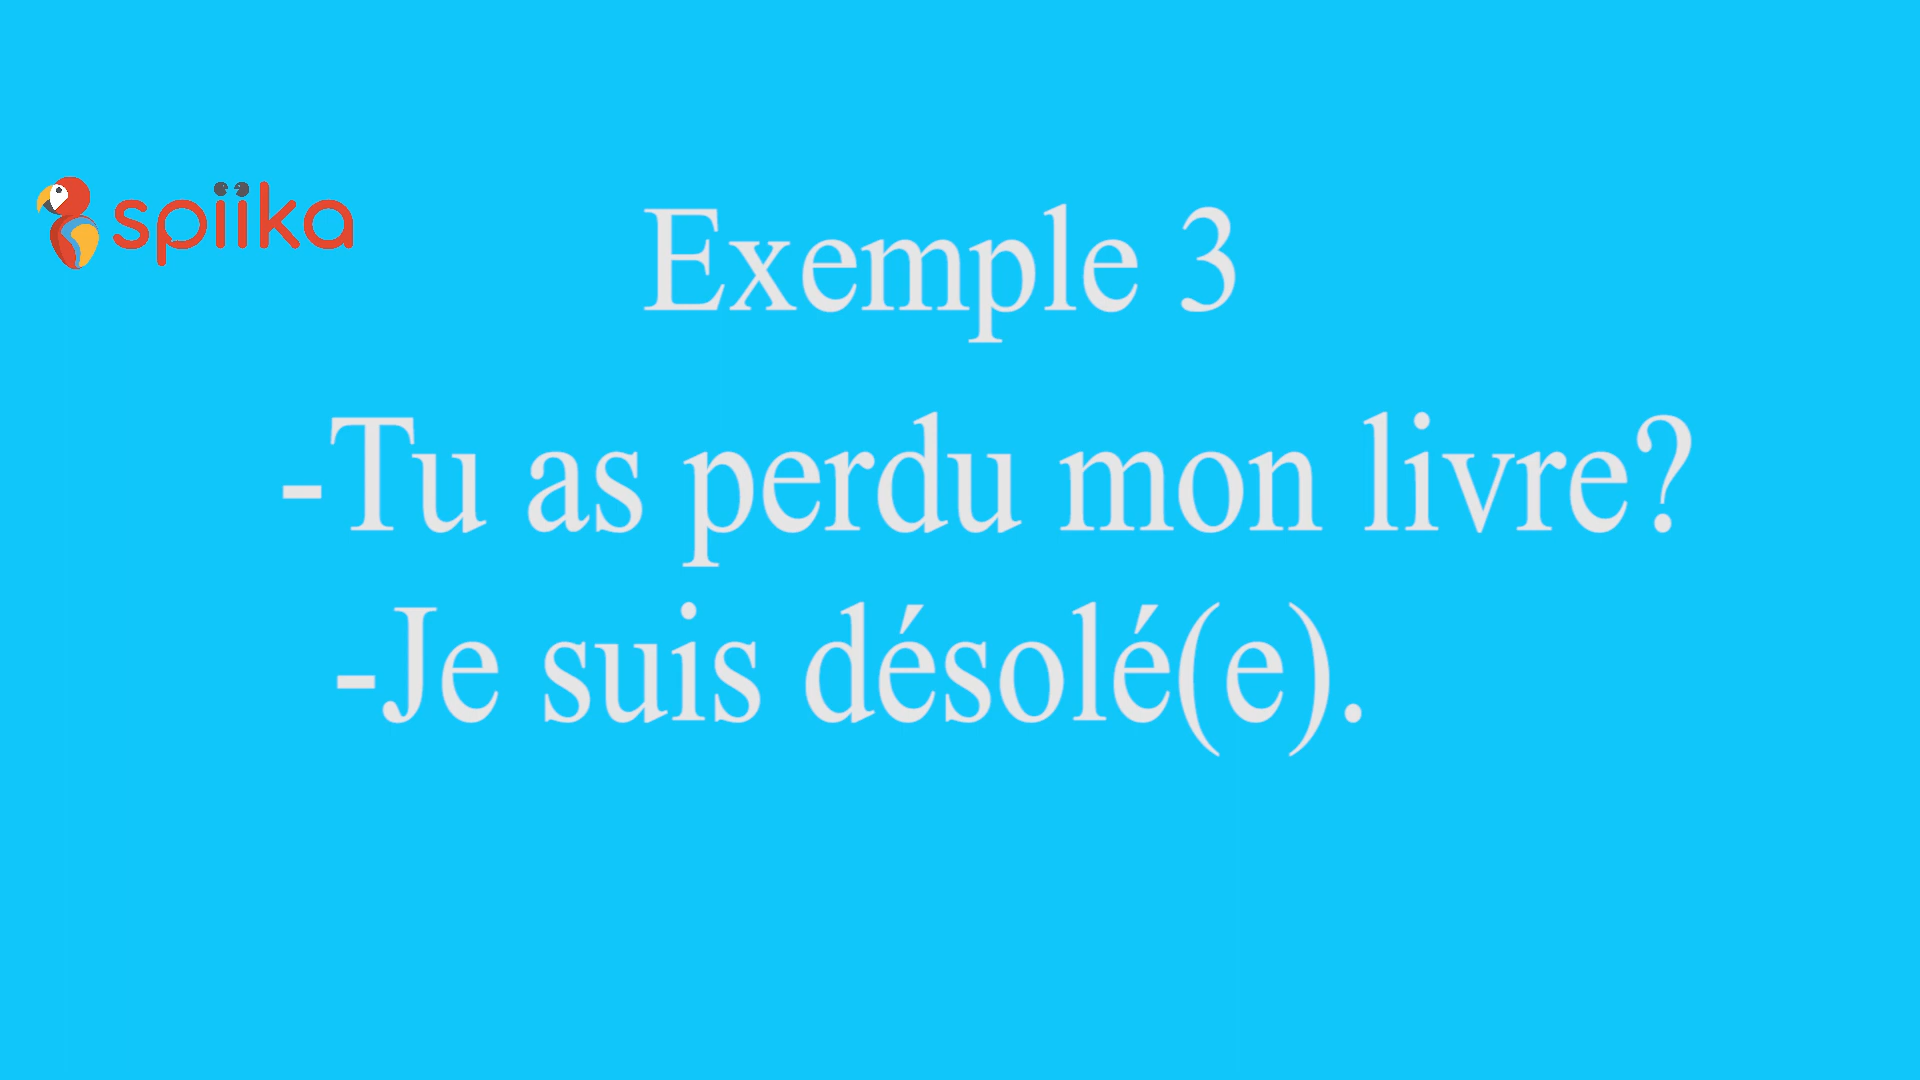 spiika
Exemple 3
-Tu as perdu mon livre?
-Je suis désolé(e).